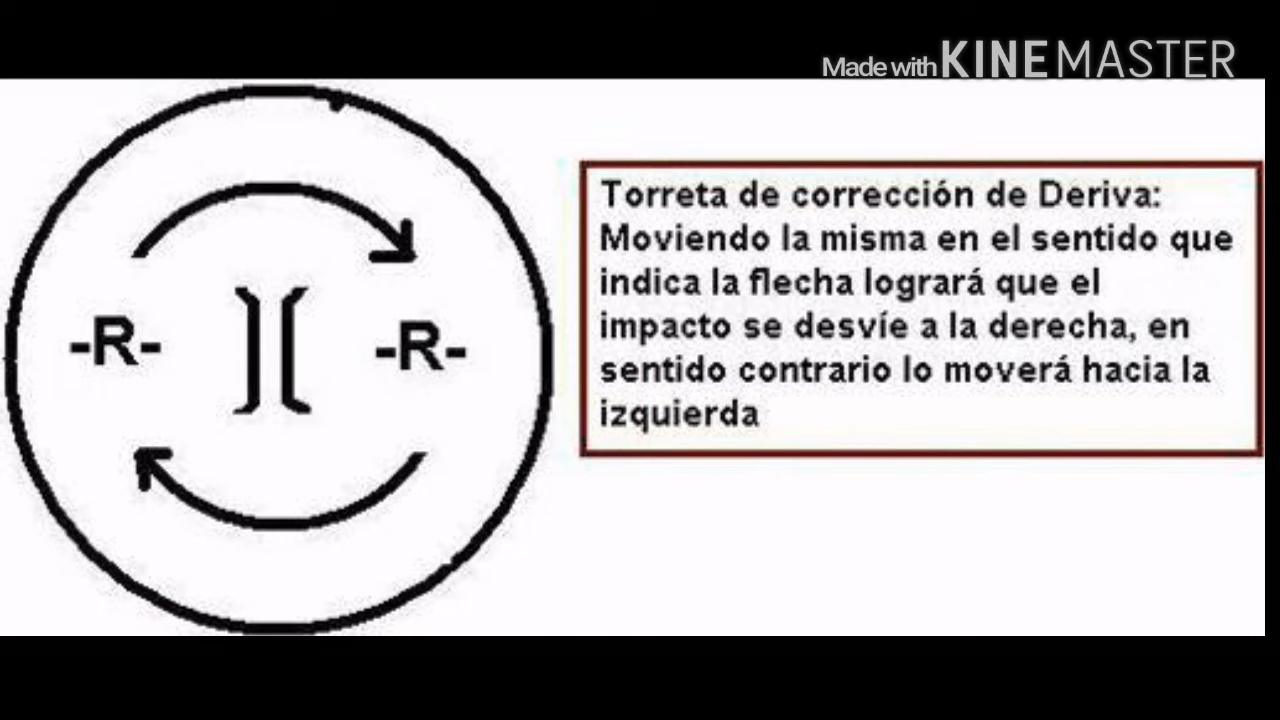 Made with KINEMASTER
-R- -R-
Torreta de corrección de Deriva:
Moviendo la misma en el sentido que
indica la flecha logrará que el
impacto se desvíe a la derecha, en
sentido contrario lo moverá hacia la
izquierda